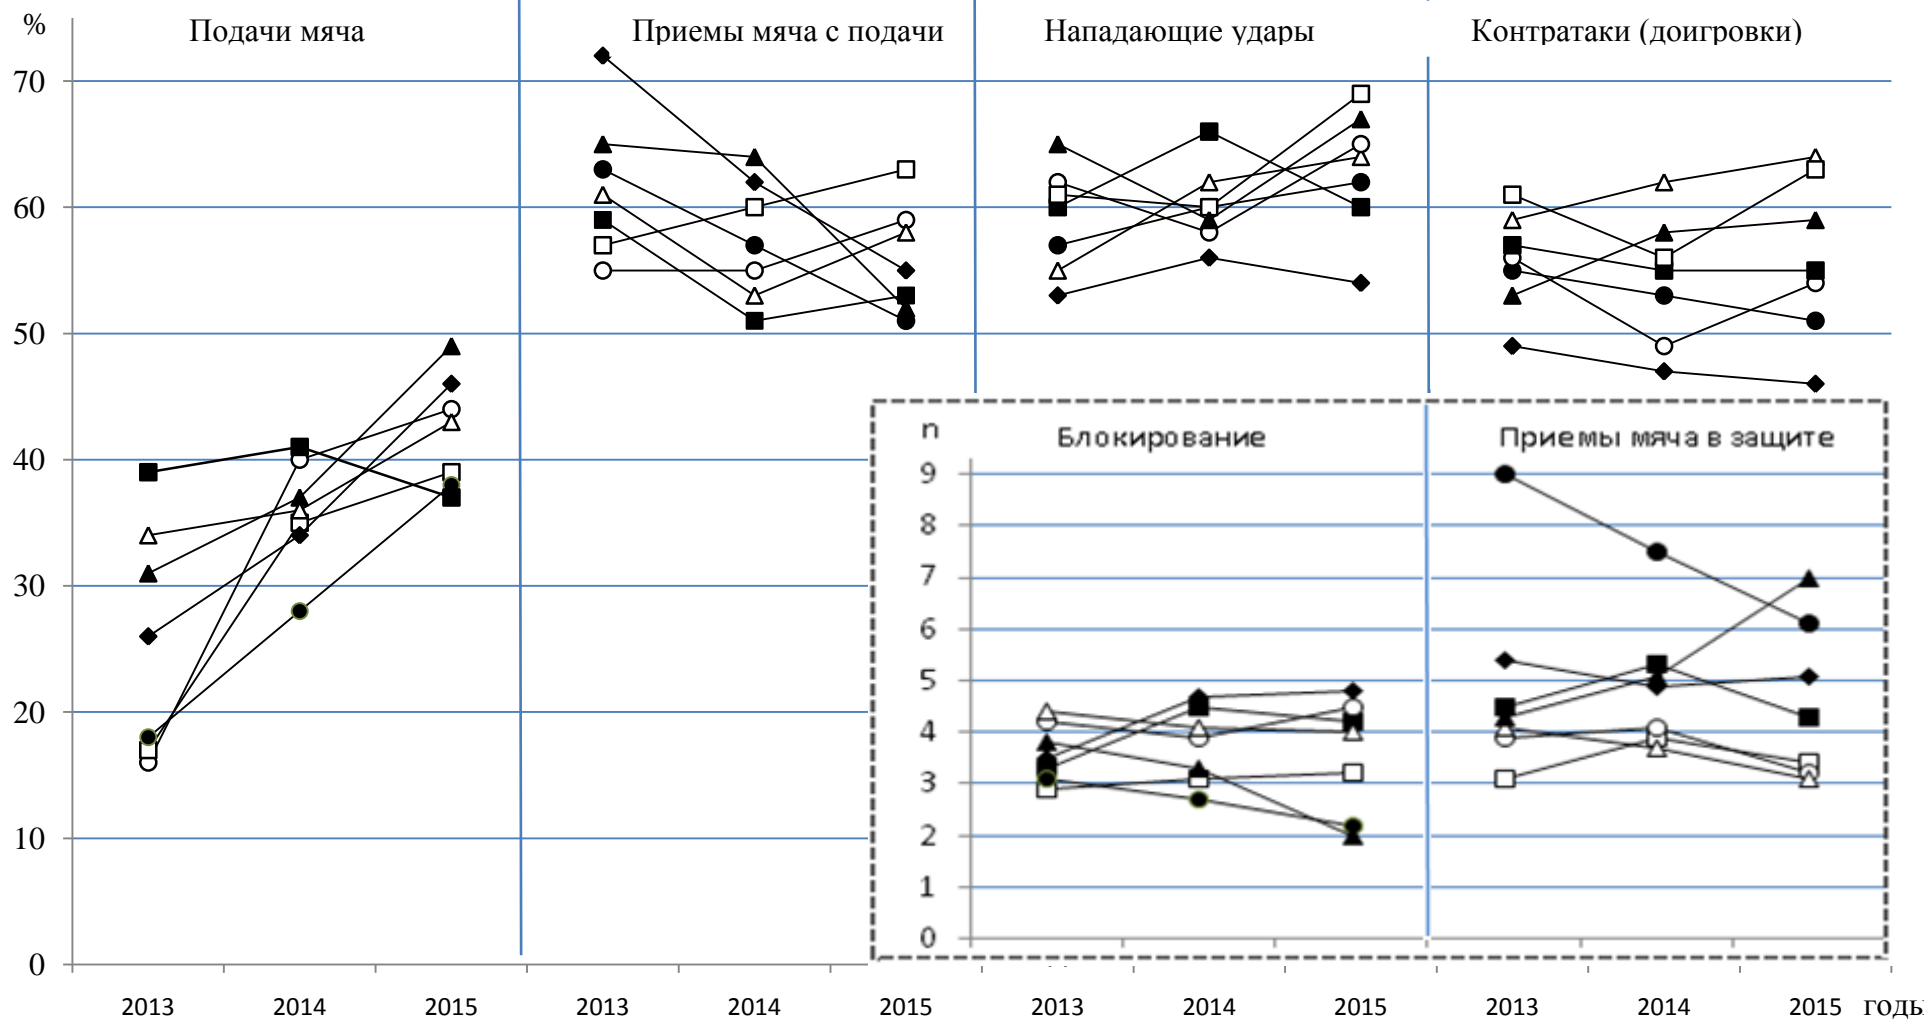 %
Подачи мяча
Приемы мяча с подачи
Нападающие удары
Контратаки (доигровки)
70
60
50
40
30
20
10
0
n
Блокирование
Приемы мяча в защите
9
8
7
6
5
4
3
2
1
0
2013 2014 2015 2013 2014 2015 2013 2014 2015 2013 2014 2015 годы